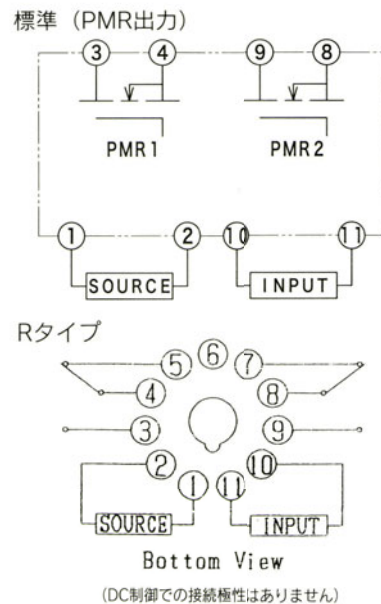 標準（PMR出力）
③ ④ ⑨ ⑧
PMR1 PMR2
① ② ⑩ ⑪
SOURCE INPUT
Rタイプ
⑤ ⑥ ⑦
④ ⑧
③ ⑨
② ⑩
① ⑪
SOURCE INPUT
Bottom View
(DC制御での接続極性はありません)